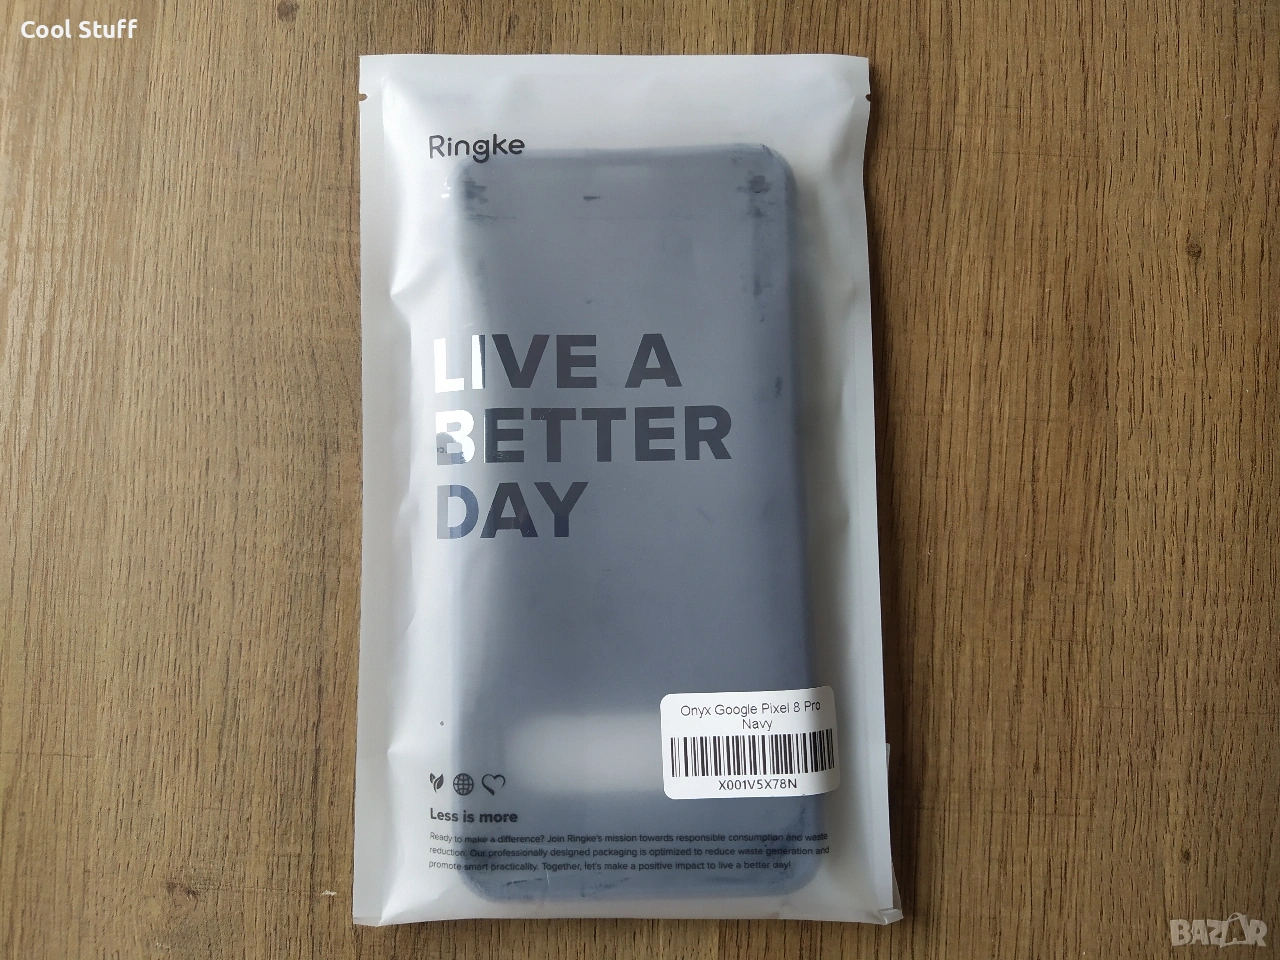 Cool Stuff
Ringke
LIVE A
BETTER
DAY
Onyx Google Pixel 8 Pro
Navy
X001V5X78N
Less is more
Ready to make a difference? Join Ringke's mission towards responsible consumption and waste
reduction. Our professionally designed packaging is optimized to reduce waste generation and
promote smart practicality. Together, let's make a positive impact to live a better day!
BAZAR